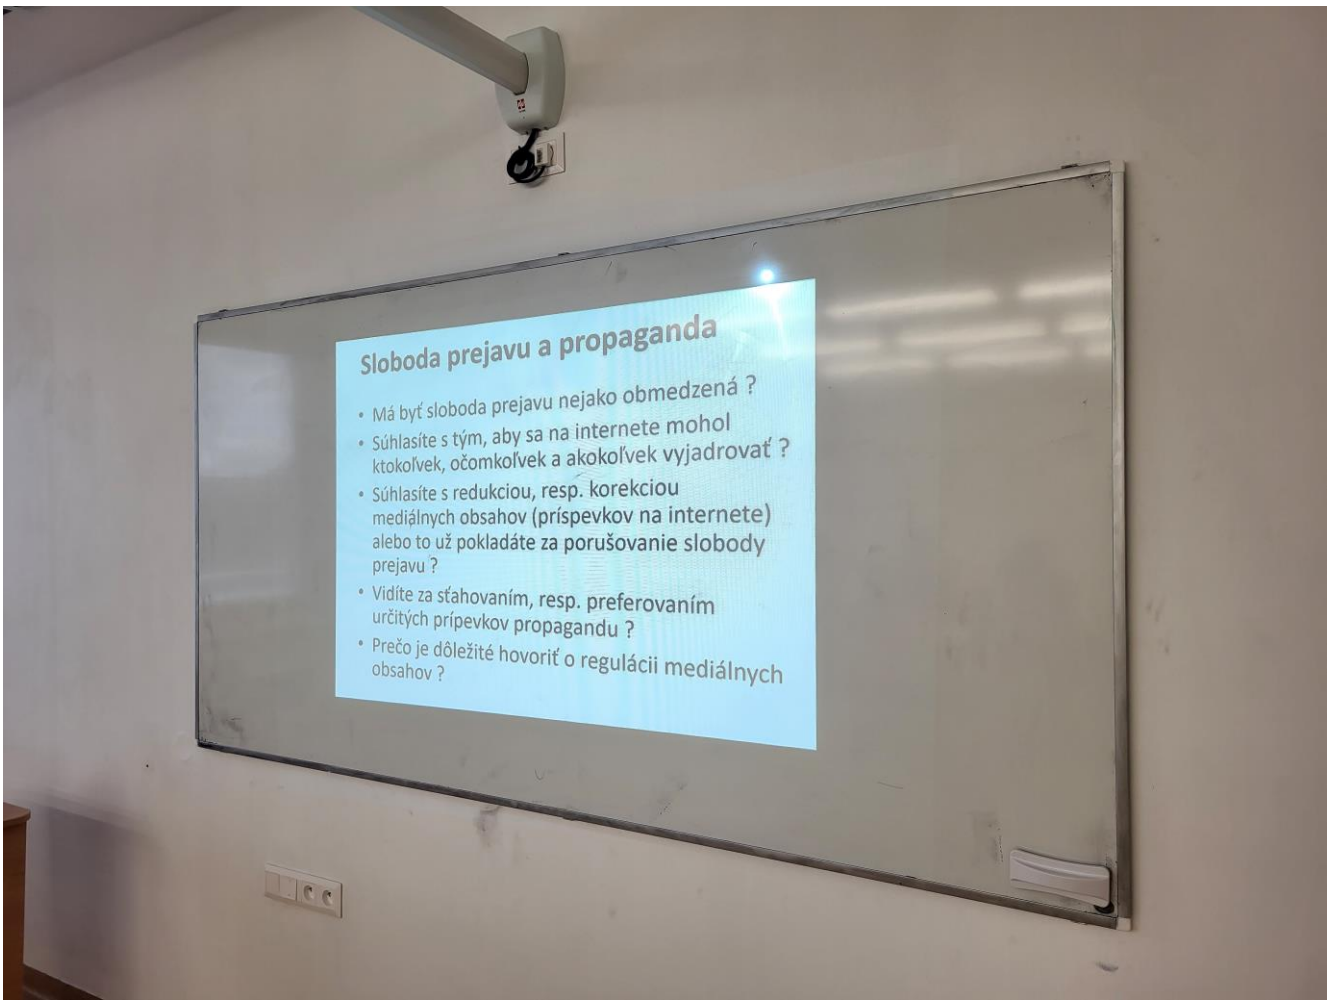 Sloboda prejavu a propaganda
• Má byť sloboda prejavu nejako obmedzená ?
• Súhlasíte s tým, aby sa na internete mohol
ktokoľvek, očomkoľvek a akokoľvek vyjadrovať ?
• Súhlasíte s redukciou, resp. korekciou
mediálnych obsahov (príspevkov na internete)
alebo to už pokladáte za porušovanie slobody
prejavu ?
• Vidíte za sťahovaním, resp. preferovaním
určitých prípevkov propagandu ?
• Prečo je dôležité hovoriť o regulácii mediálnych
obsahov ?